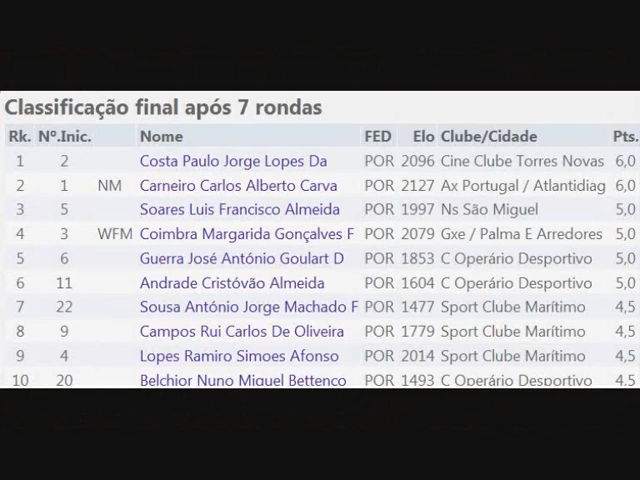 Classificação final após 7 rondas
Rk. Nº.Inic. Nome FED Elo Clube/Cidade Pts.
1 2 Costa Paulo Jorge Lopes Da POR 2096 Cine Clube Torres Novas 6,0
2 1 NM Carneiro Carlos Alberto Carva POR 2127 Ax Portugal / Atlantidiag 6,0
3 5 Soares Luis Francisco Almeida POR 1997 Ns São Miguel 5,0
4 3 WFM Coimbra Margarida Gonçalves F POR 2079 Gxe / Palma E Arredores 5,0
5 6 Guerra José António Goulart D POR 1853 C Operário Desportivo 5,0
6 11 Andrade Cristóvão Almeida POR 1604 C Operário Desportivo 5,0
7 22 Sousa António Jorge Machado F POR 1477 Sport Clube Marítimo 4,5
8 9 Campos Rui Carlos De Oliveira POR 1779 Sport Clube Marítimo 4,5
9 4 Lopes Ramiro Simoes Afonso POR 2014 Sport Clube Marítimo 4,5
10 20 Belchior Nuno Miguel Bettenco POR 1493 C Operário Desportivo 4,5